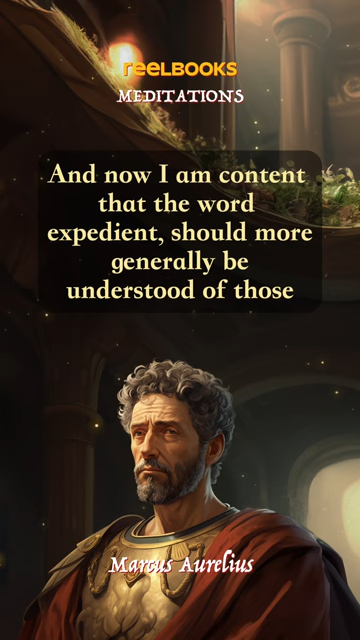 reelbooks
MEDITATIONS
And now I am content
that the word
expedient, should more
generally be
understood of those
Marcus Aurelius